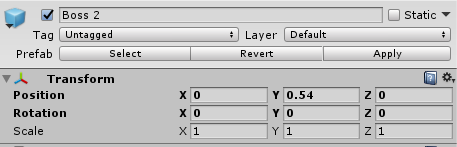 Boss 2 Static
Tag Untagged Layer Default
Prefab Select Revert Apply
Transform
Position X 0 Y 0.54 Z 0
Rotation X 0 Y 0 Z 0
Scale X 1 Y 1 Z 1